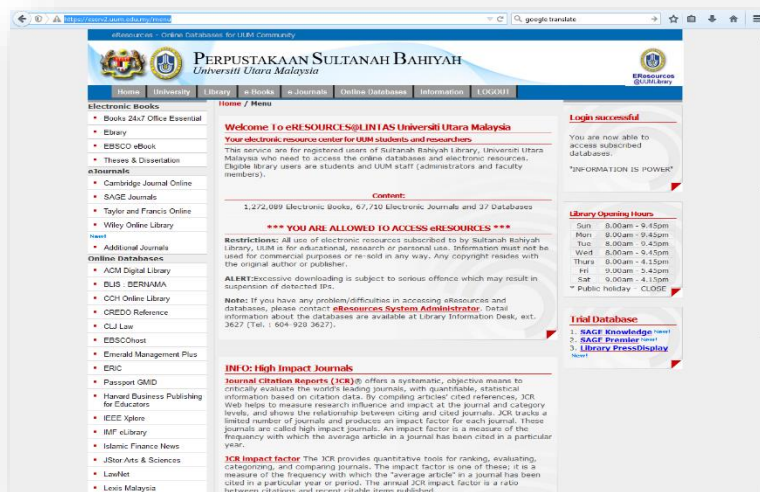 https://eserv2.uum.edu.my/menu
google translate
eResources - Online Databases for UUM Community
PERPUSTAKAAN SULTANAH BAHIYAH
Universiti Utara Malaysia
EResources
@UUMLibrary
Home University Library e-Books e-Journals Online Databases Information LOGOUT
Electronic Books
Books 24x7 Office Essential
Ebrary
EBSCO eBook
Theses & Dissertation
eJournals
Cambridge Journal Online
SAGE Journals
Taylor and Francis Online
Wiley Online Library
New!
Additional Journals
Online Databases
ACM Digital Library
BLIS : BERNAMA
CCH Online Library
CREDO Reference
CLJ Law
EBSCOhost
Emerald Management Plus
ERIC
Passport GMID
Harvard Business Publishing
for Educators
IEEE Xplore
IMF eLibrary
Islamic Finance News
JStor:Arts & Sciences
LawNet
Lexis Malaysia
Home / Menu
Welcome To eRESOURCES@LINTAS Universiti Utara Malaysia
Your electronic resource center for UUM students and researchers
This service are for registered users of Sultanah Bahiyah Library, Universiti Utara
Malaysia who need to access the online databases and electronic resources.
Eligible library users are students and UUM staff (administrators and faculty
members).
Content:
1,272,089 Electronic Books, 67,710 Electronic Journals and 37 Databases
*** YOU ARE ALLOWED TO ACCESS eRESOURCES ***
Restrictions: All use of electronic resources subscribed to by Sultanah Bahiyah
Library, UUM is for educational, research or personal use. Information must not be
used for commercial purposes or re-sold in any way. Any copyright resides with
the original author or publisher.
ALERT:Excessive downloading is subject to serious offence which may result in
suspension of detected IPs.
Note: If you have any problem/difficulties in accessing eResources and
databases, please contact eResources System Administrator. Detail
information about the databases are available at Library Information Desk, ext.
3627 (Tel. : 604-928 3627).
INFO: High Impact Journals
Journal Citation Reports (JCR)® offers a systematic, objective means to
critically evaluate the world's leading journals, with quantifiable, statistical
information based on citation data. By compiling articles' cited references, JCR
Web helps to measure research influence and impact at the journal and category
levels, and shows the relationship between citing and cited journals. JCR tracks a
limited number of journals and produces an impact factor for each journal. These
journals are called high impact journals. An impact factor is a measure of the
frequency with which the average article in a journal has been cited in a particular
year.
JCR impact factor The JCR provides quantitative tools for ranking, evaluating,
categorizing, and comparing journals. The impact factor is one of these; it is a
measure of the frequency with which the "average article" in a journal has been
cited in a particular year or period. The annual JCR impact factor is a ratio
between citations and recent citable items published.
Login successful
You are now able to
access subscribed
databases.
"INFORMATION IS POWER"
Library Opening Hours
Sun 8.00am - 9.45pm
Mon 8.00am - 9.45pm
Tue 8.00am - 9.45pm
Wed 8.00am - 9.45pm
Thurs 8.00am - 4.15pm
Fri 9.00am - 5.45pm
Sat 9.00am - 4.15pm
* Public holiday - CLOSE
Trial Database
1. SAGE Knowledge New!
2. SAGE Premier New!
3. Library PressDisplay
New!